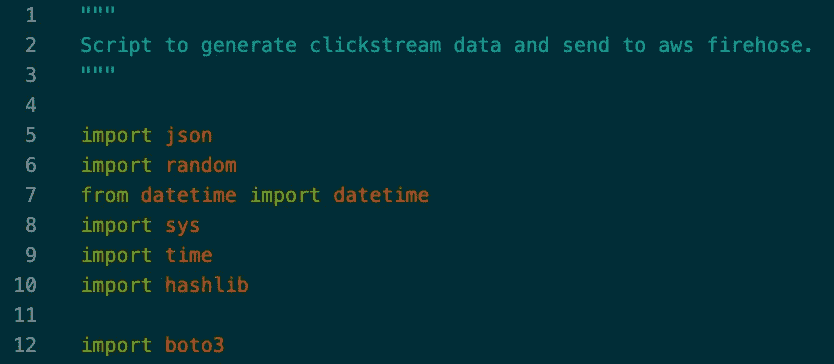 1 """
2 Script to generate clickstream data and send to aws firehose.
3 """
4
5 import json
6 import random
7 from datetime import datetime
8 import sys
9 import time
10 import hashlib
11
12 import boto3